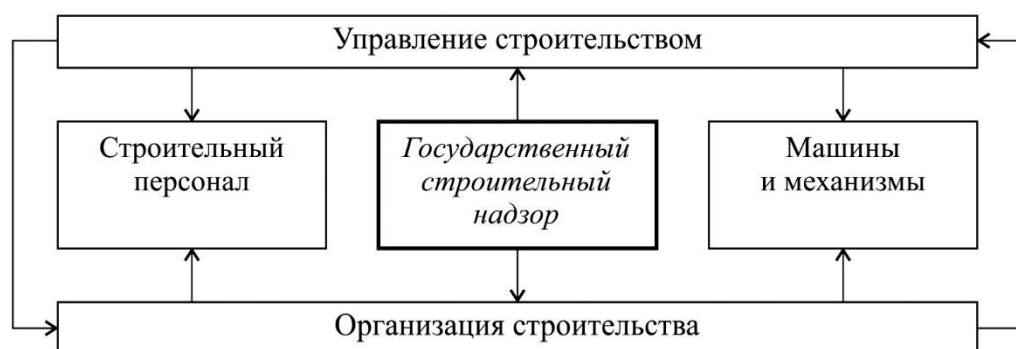 Управление строительством
Строительный
персонал
Государственный
строительный
надзор
Машины
и механизмы
Организация строительства